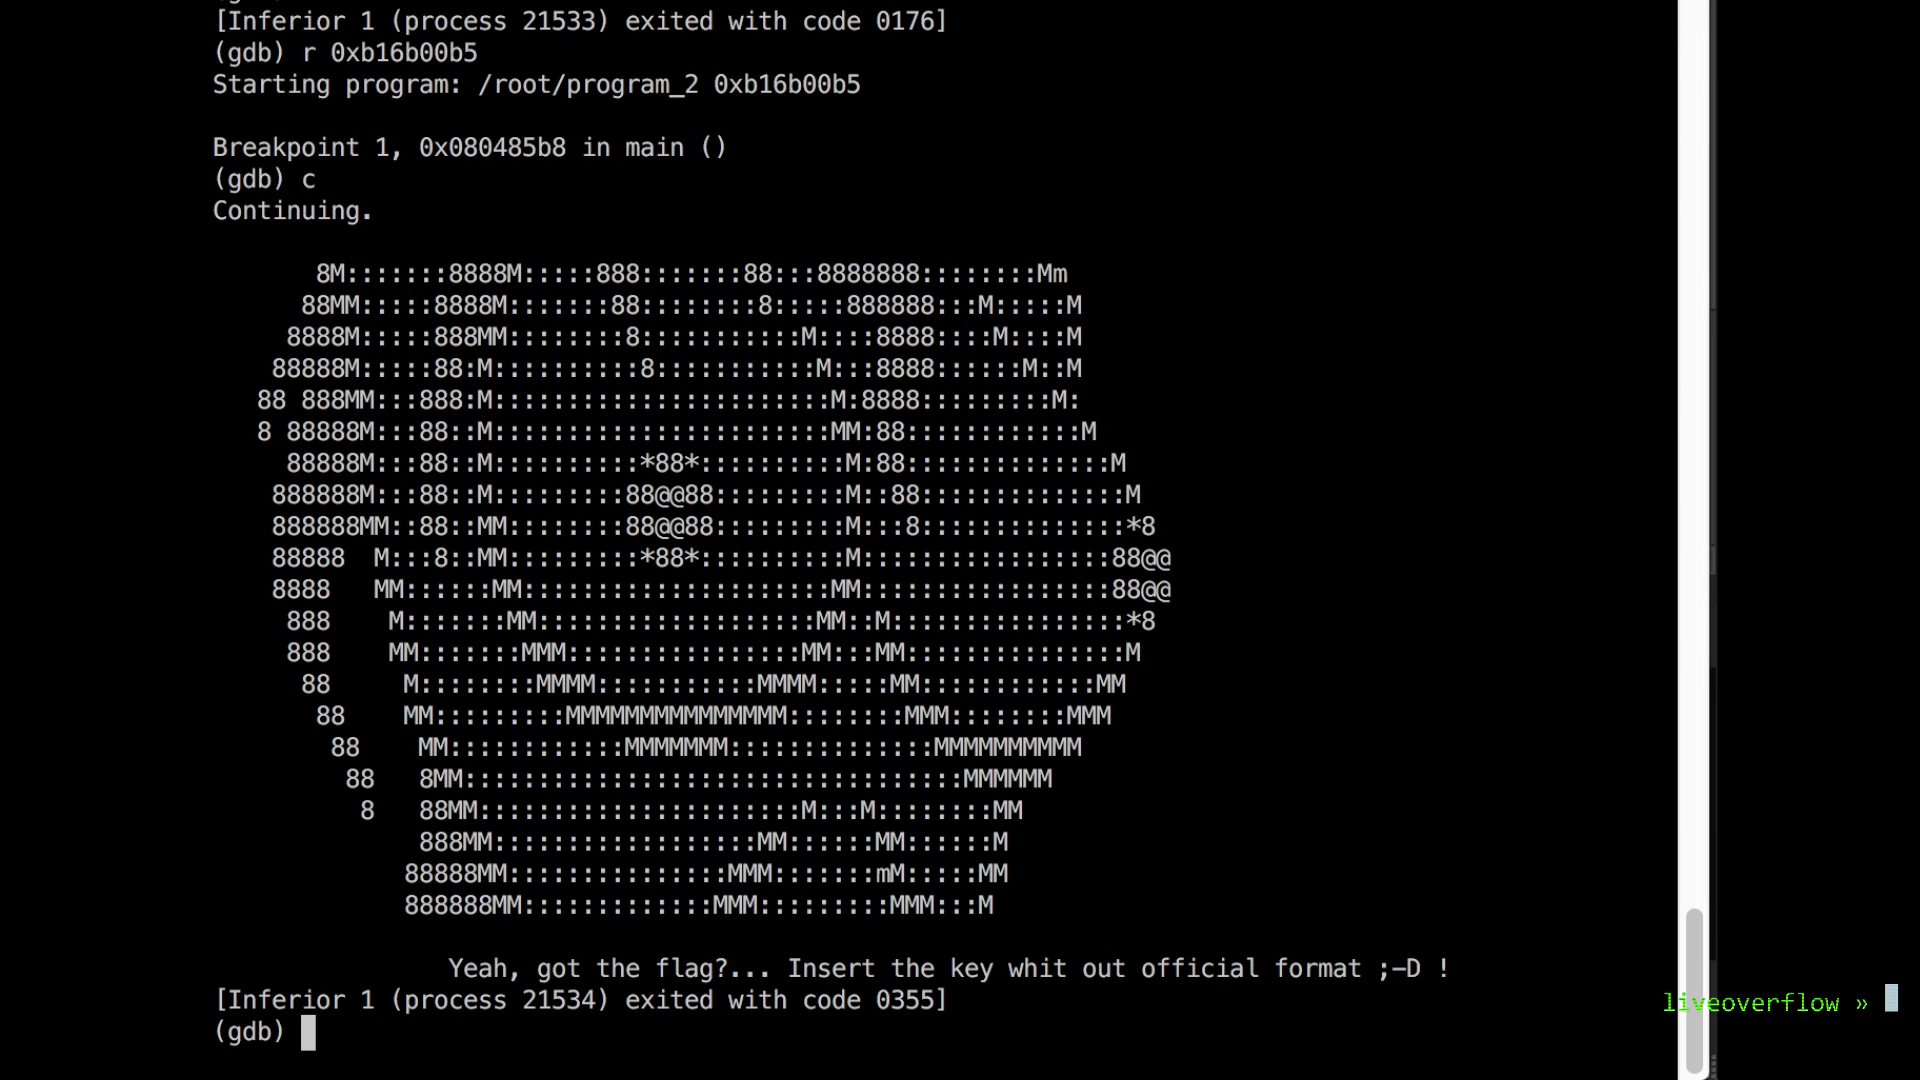 [Inferior 1 (process 21533) exited with code 0176]
(gdb) r 0xb16b00b5
Starting program: /root/program_2 0xb16b00b5
Breakpoint 1, 0x080485b8 in main ()
(gdb) c
Continuing.
8M:::::::8888M:::::888:::::::88:::8888888::::::::Mm
88MM:::::8888M:::::::88::::::::8:::::888888:::M:::::M
8888M:::::888MM::::::::8:::::::::::M::::8888::::M::::M
88888M:::::88:M::::::::::8:::::::::::M:::8888::::::M::M
88 888MM:::888:M:::::::::::::::::::::::M:8888:::::::::M:
8 88888M:::88::M:::::::::::::::::::::::MM:88::::::::::::M
88888M:::88::M::::::::::*88*::::::::::M:88::::::::::::::M
888888M:::88::M:::::::::88@@88:::::::::M::88::::::::::::::M
888888MM::88::MM::::::::88@@88:::::::::M:::8::::::::::::::*8
88888  M:::8::MM:::::::::*88*::::::::::M:::::::::::::::::88@@
8888   MM::::::MM:::::::::::::::::::::MM:::::::::::::::::88@@
888    M:::::::MM:::::::::::::::::::MM::M::::::::::::::::*8
888    MM:::::::MMM::::::::::::::::MM:::MM:::::::::::::::M
88     M::::::::MMMM:::::::::::MMMM:::::MM::::::::::::MM
88    MM:::::::::MMMMMMMMMMMMMMM::::::::MMM::::::::MMM
88    MM::::::::::::MMMMMMM::::::::::::::MMMMMMMMMM
88   8MM::::::::::::::::::::::::::::::::::MMMMMM
8   88MM::::::::::::::::::::::M:::M::::::::MM
888MM::::::::::::::::::MM::::::MM::::::M
88888MM:::::::::::::::MMM:::::::mM:::::MM
888888MM:::::::::::::MMM:::::::::MMM:::M
Yeah, got the flag?... Insert the key whit out official format ;-D !
[Inferior 1 (process 21534) exited with code 0355]
(gdb)
liveoverflow »